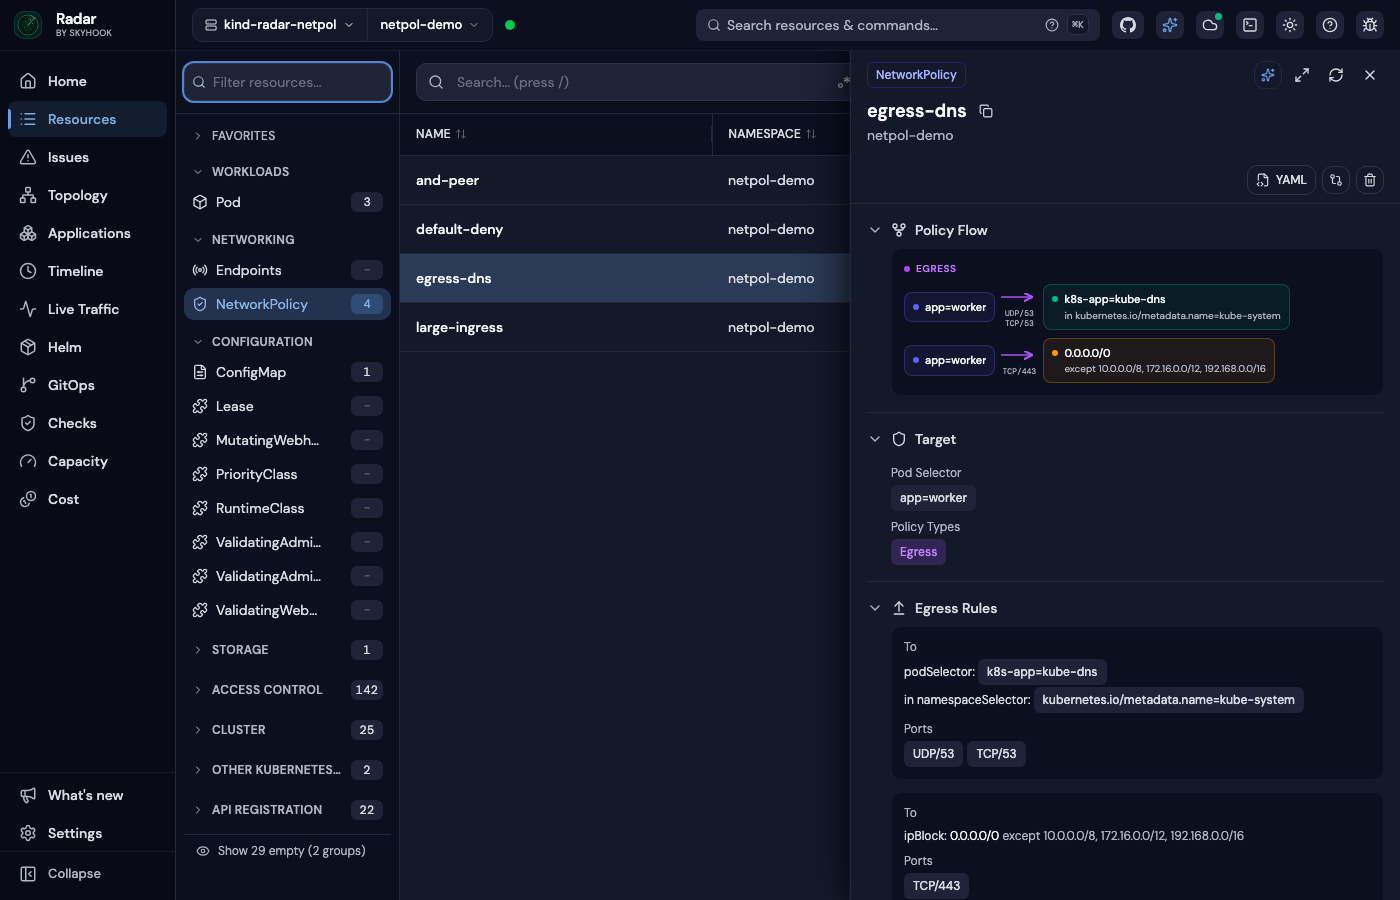 Radar
BY SKYHOOK
kind-radar-netpol
netpol-demo
Search resources & commands...
⌘K
Home
Resources
Issues
Topology
Applications
Timeline
Live Traffic
Helm
GitOps
Checks
Capacity
Cost
What's new
Settings
Collapse
Filter resources...
FAVORITES
WORKLOADS
Pod 3
NETWORKING
Endpoints -
NetworkPolicy 4
CONFIGURATION
ConfigMap 1
Lease -
MutatingWebh... -
PriorityClass -
RuntimeClass -
ValidatingAdmi... -
ValidatingAdmi... -
ValidatingWeb... -
STORAGE 1
ACCESS CONTROL 142
CLUSTER 25
OTHER KUBERNETES... 2
API REGISTRATION 22
Show 29 empty (2 groups)
Search... (press /)
.*
NAME NAMESPACE
and-peer netpol-demo
default-deny netpol-demo
egress-dns netpol-demo
large-ingress netpol-demo
NetworkPolicy
egress-dns
netpol-demo
YAML
Policy Flow
EGRESS
app=worker
UDP/53
TCP/53
k8s-app=kube-dns
in kubernetes.io/metadata.name=kube-system
app=worker
TCP/443
0.0.0.0/0
except 10.0.0.0/8, 172.16.0.0/12, 192.168.0.0/16
Target
Pod Selector
app=worker
Policy Types
Egress
Egress Rules
To
podSelector: k8s-app=kube-dns
in namespaceSelector: kubernetes.io/metadata.name=kube-system
Ports
UDP/53 TCP/53
To
ipBlock: 0.0.0.0/0 except 10.0.0.0/8, 172.16.0.0/12, 192.168.0.0/16
Ports
TCP/443